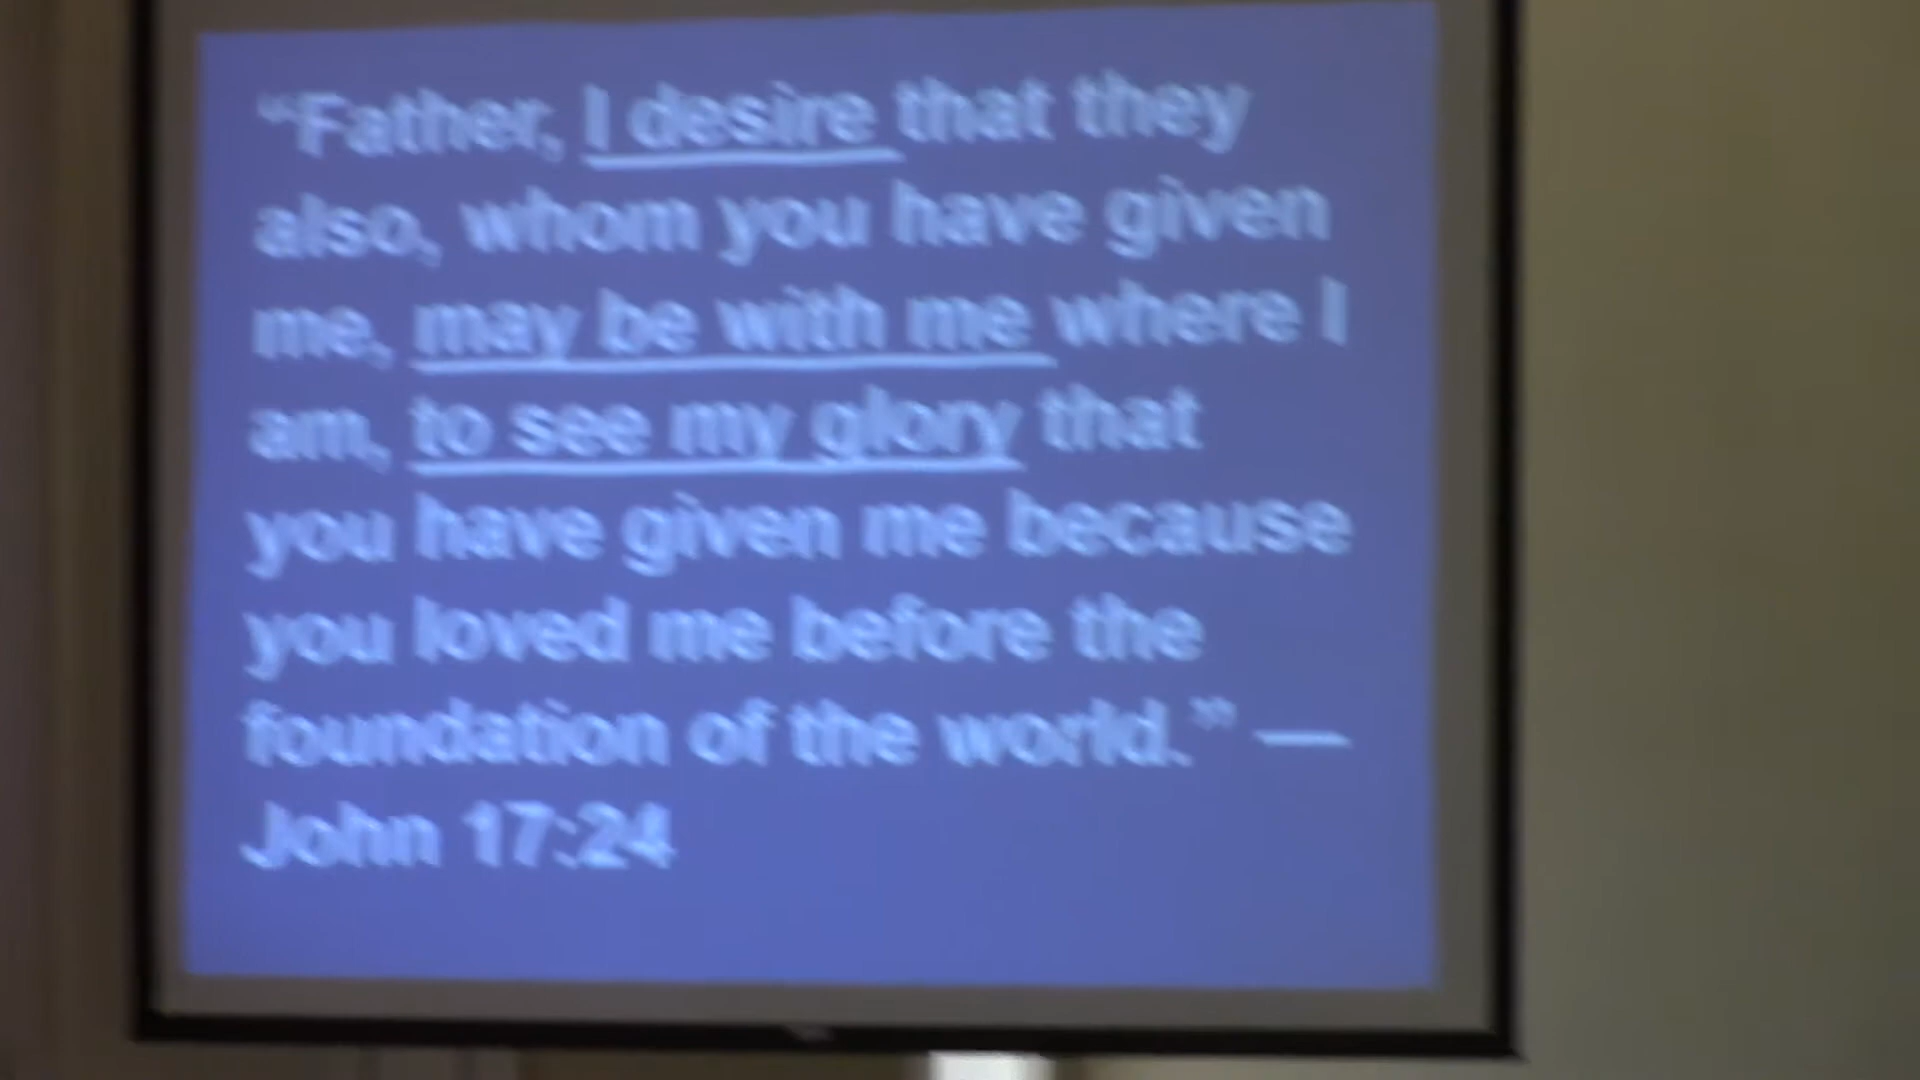 “Father, I desire that they
also, whom you have given
me, may be with me where I
am, to see my glory that
you have given me because
you loved me before the
foundation of the world.” —
John 17:24